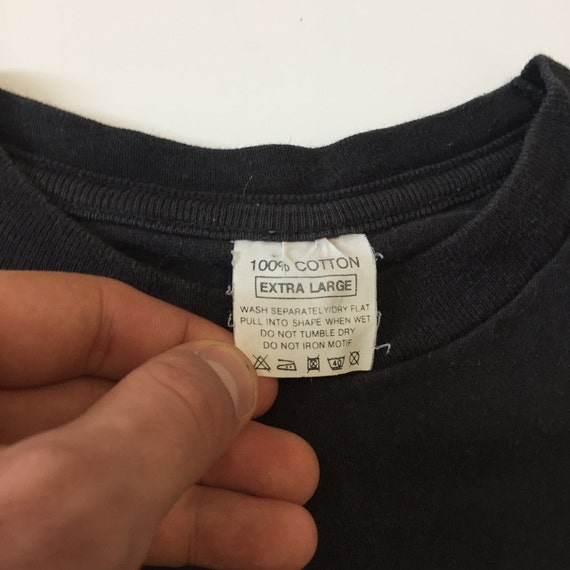 100% COTTON
EXTRA LARGE
WASH SEPARATELY/DRY FLAT
PULL INTO SHAPE WHEN WET
DO NOT TUMBLE DRY
DO NOT IRON MOTIF
40